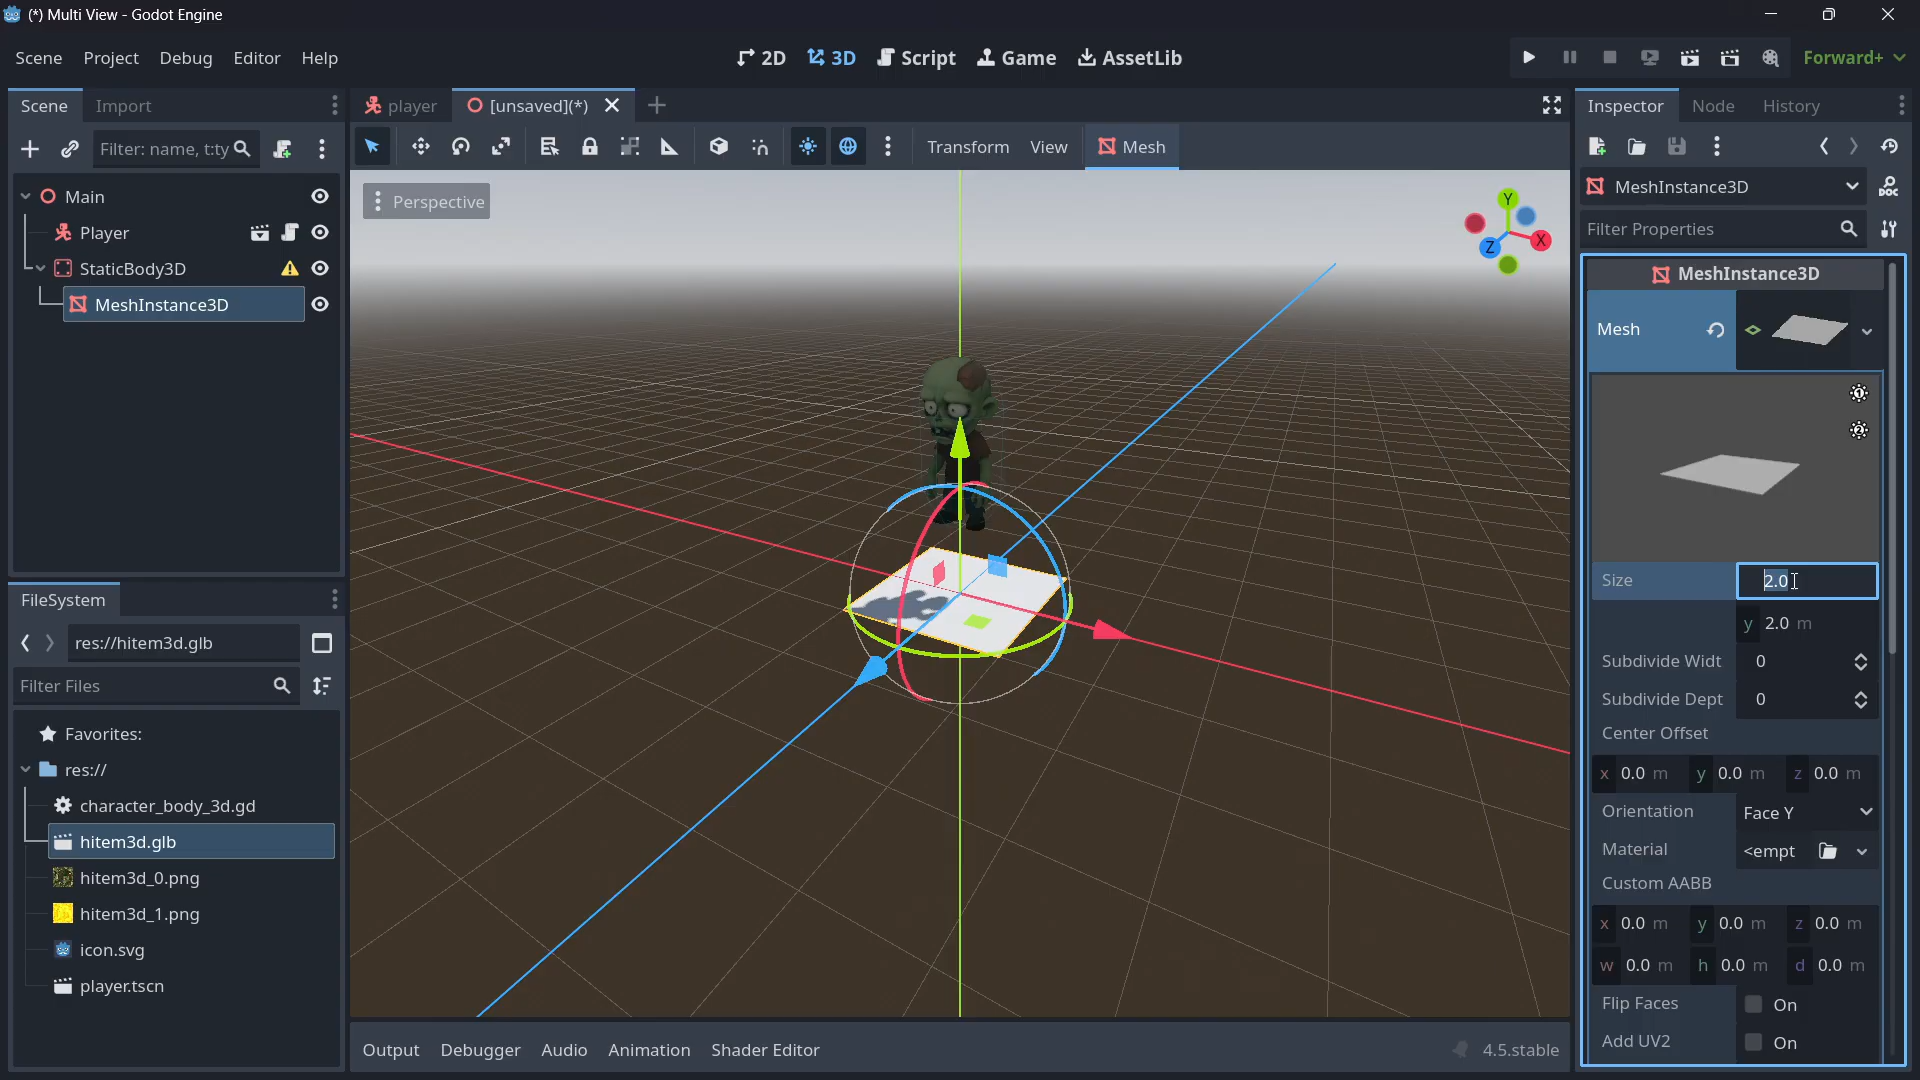 (*) Multi View - Godot Engine
Scene Project Debug Editor Help
2D 3D Script Game AssetLib
Forward+
Scene Import
Filter: name, t:ty
Main
Player
StaticBody3D
MeshInstance3D
FileSystem
res://hitem3d.glb
Filter Files
Favorites:
res://
character_body_3d.gd
hitem3d.glb
hitem3d_0.png
hitem3d_1.png
icon.svg
player.tscn
player [unsaved](*)
Transform View Mesh
Perspective
Y
X
Z
Output Debugger Audio Animation Shader Editor
4.5.stable
Inspector Node History
MeshInstance3D
DOC
Filter Properties
MeshInstance3D
Mesh
1
2
Size 2.0
y 2.0 m
Subdivide Widt 0
Subdivide Dept 0
Center Offset
x 0.0 m y 0.0 m z 0.0 m
Orientation Face Y
Material <empt
Custom AABB
x 0.0 m y 0.0 m z 0.0 m
w 0.0 m h 0.0 m d 0.0 m
Flip Faces On
Add UV2 On